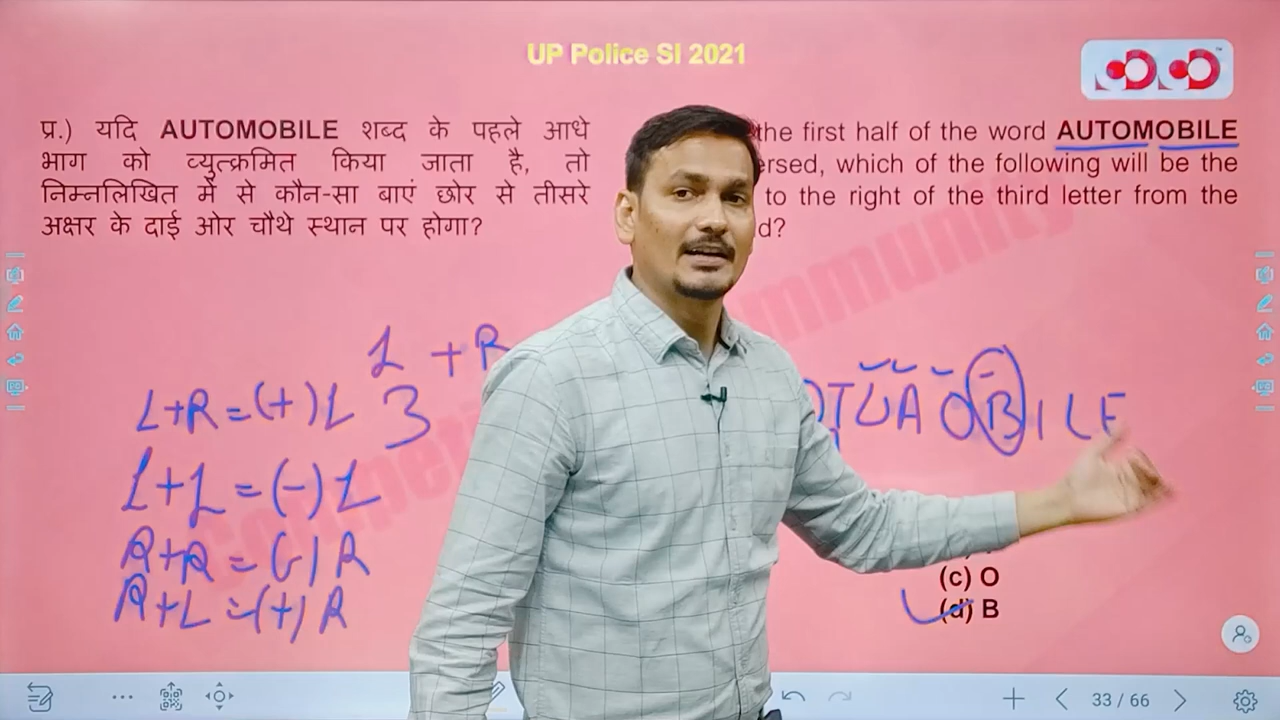 UP Police SI 2021
प्र.) यदि AUTOMOBILE शब्द के पहले आधे
भाग को व्युत्क्रमित किया जाता है, तो
निम्नलिखित में से कौन-सा बाएं छोर से तीसरे
अक्षर के दाई ओर चौथे स्थान पर होगा?
the first half of the word AUTOMOBILE
ersed, which of the following will be the
to the right of the third letter from the
d?
L + R
3
L+R=(+)L
L+L=(-)L
R+R=(-)R
R+L=(+)R
OTUAOBILE
(c) O
(d) B
33 / 66